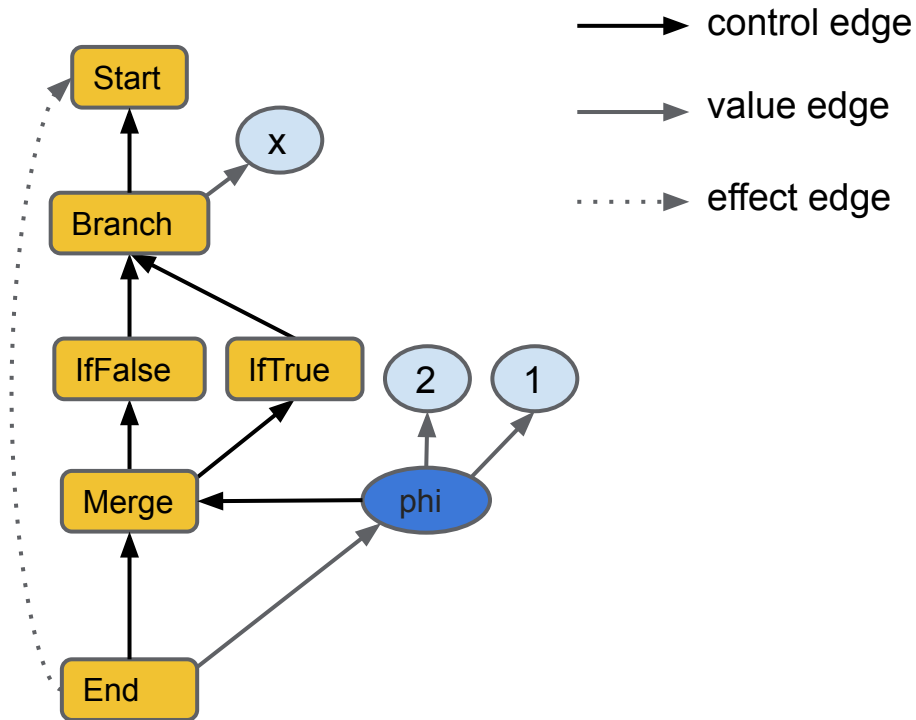 control edge
Start
value edge
x
effect edge
Branch
IfFalse
IfTrue
2
1
Merge
phi
End